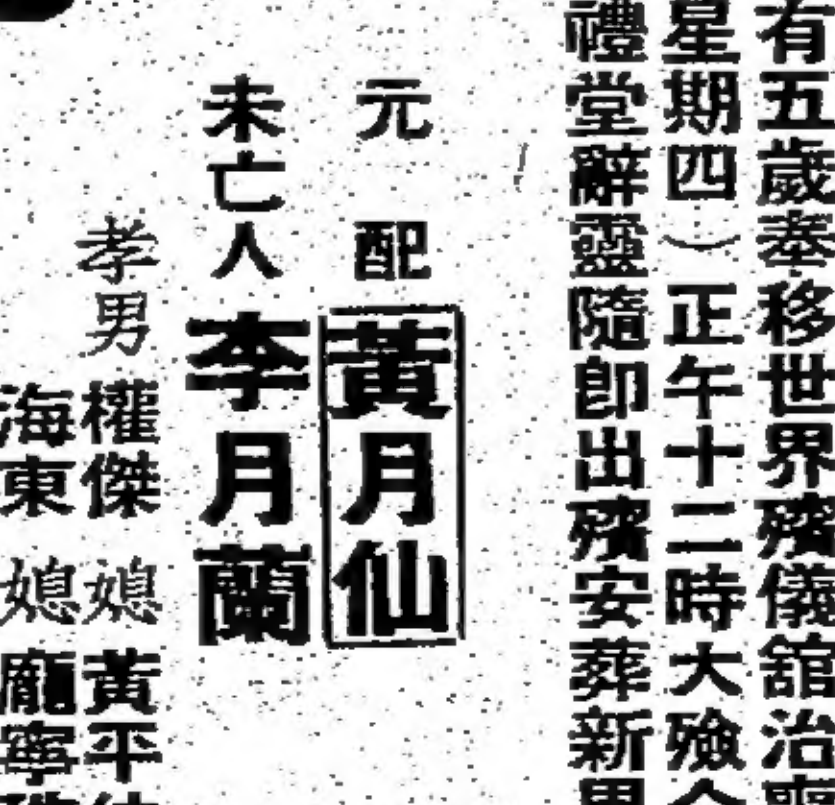 有五歲奉移世界殯儀館治喪
星期四︶正午十二時大殮
禮堂辭靈隨即出殯安葬新
元配黃月仙
未亡人李月蘭
孝男權傑媳黃平
海東媳龐寧